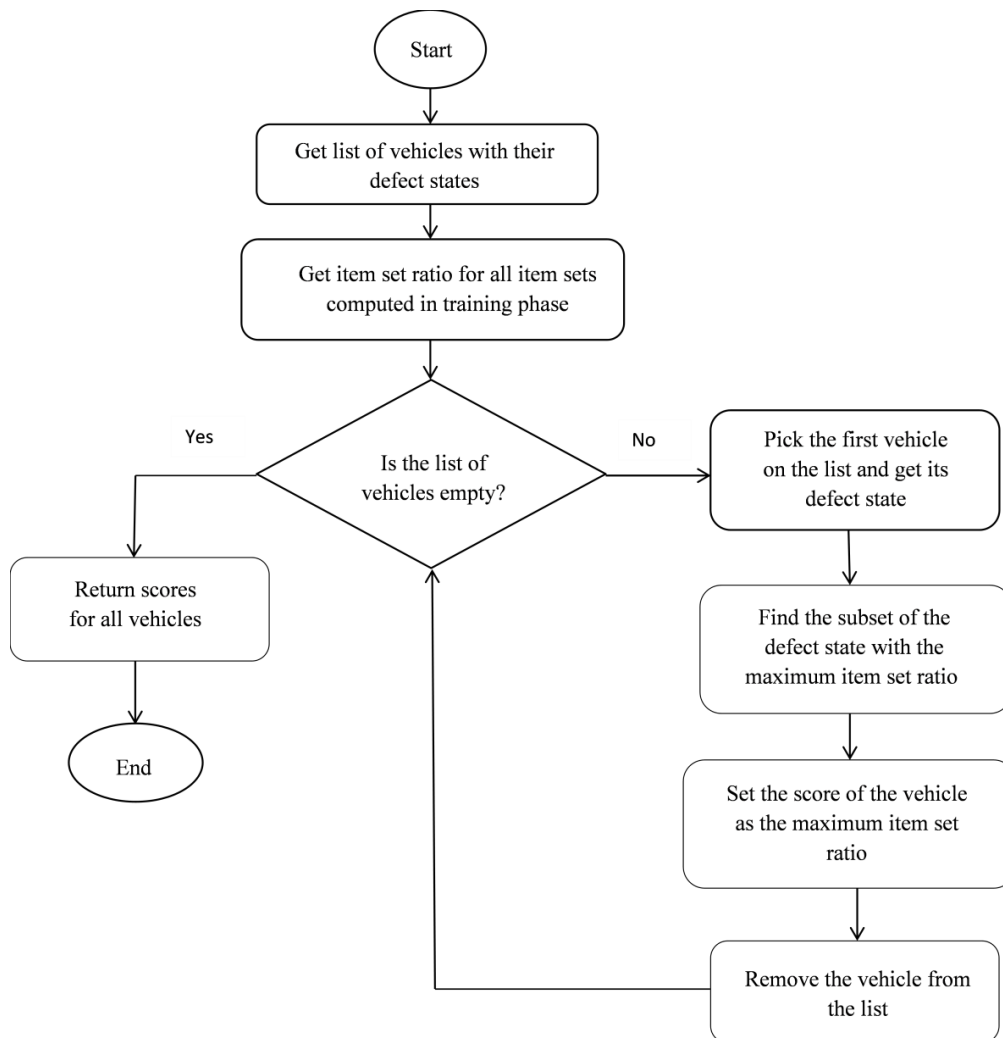 Start
Get list of vehicles with their
defect states
Get item set ratio for all item sets
computed in training phase
Is the list of
vehicles empty?
Yes
No
Pick the first vehicle
on the list and get its
defect state
Find the subset of the
defect state with the
maximum item set ratio
Set the score of the vehicle
as the maximum item set
ratio
Remove the vehicle from
the list
Return scores
for all vehicles
End